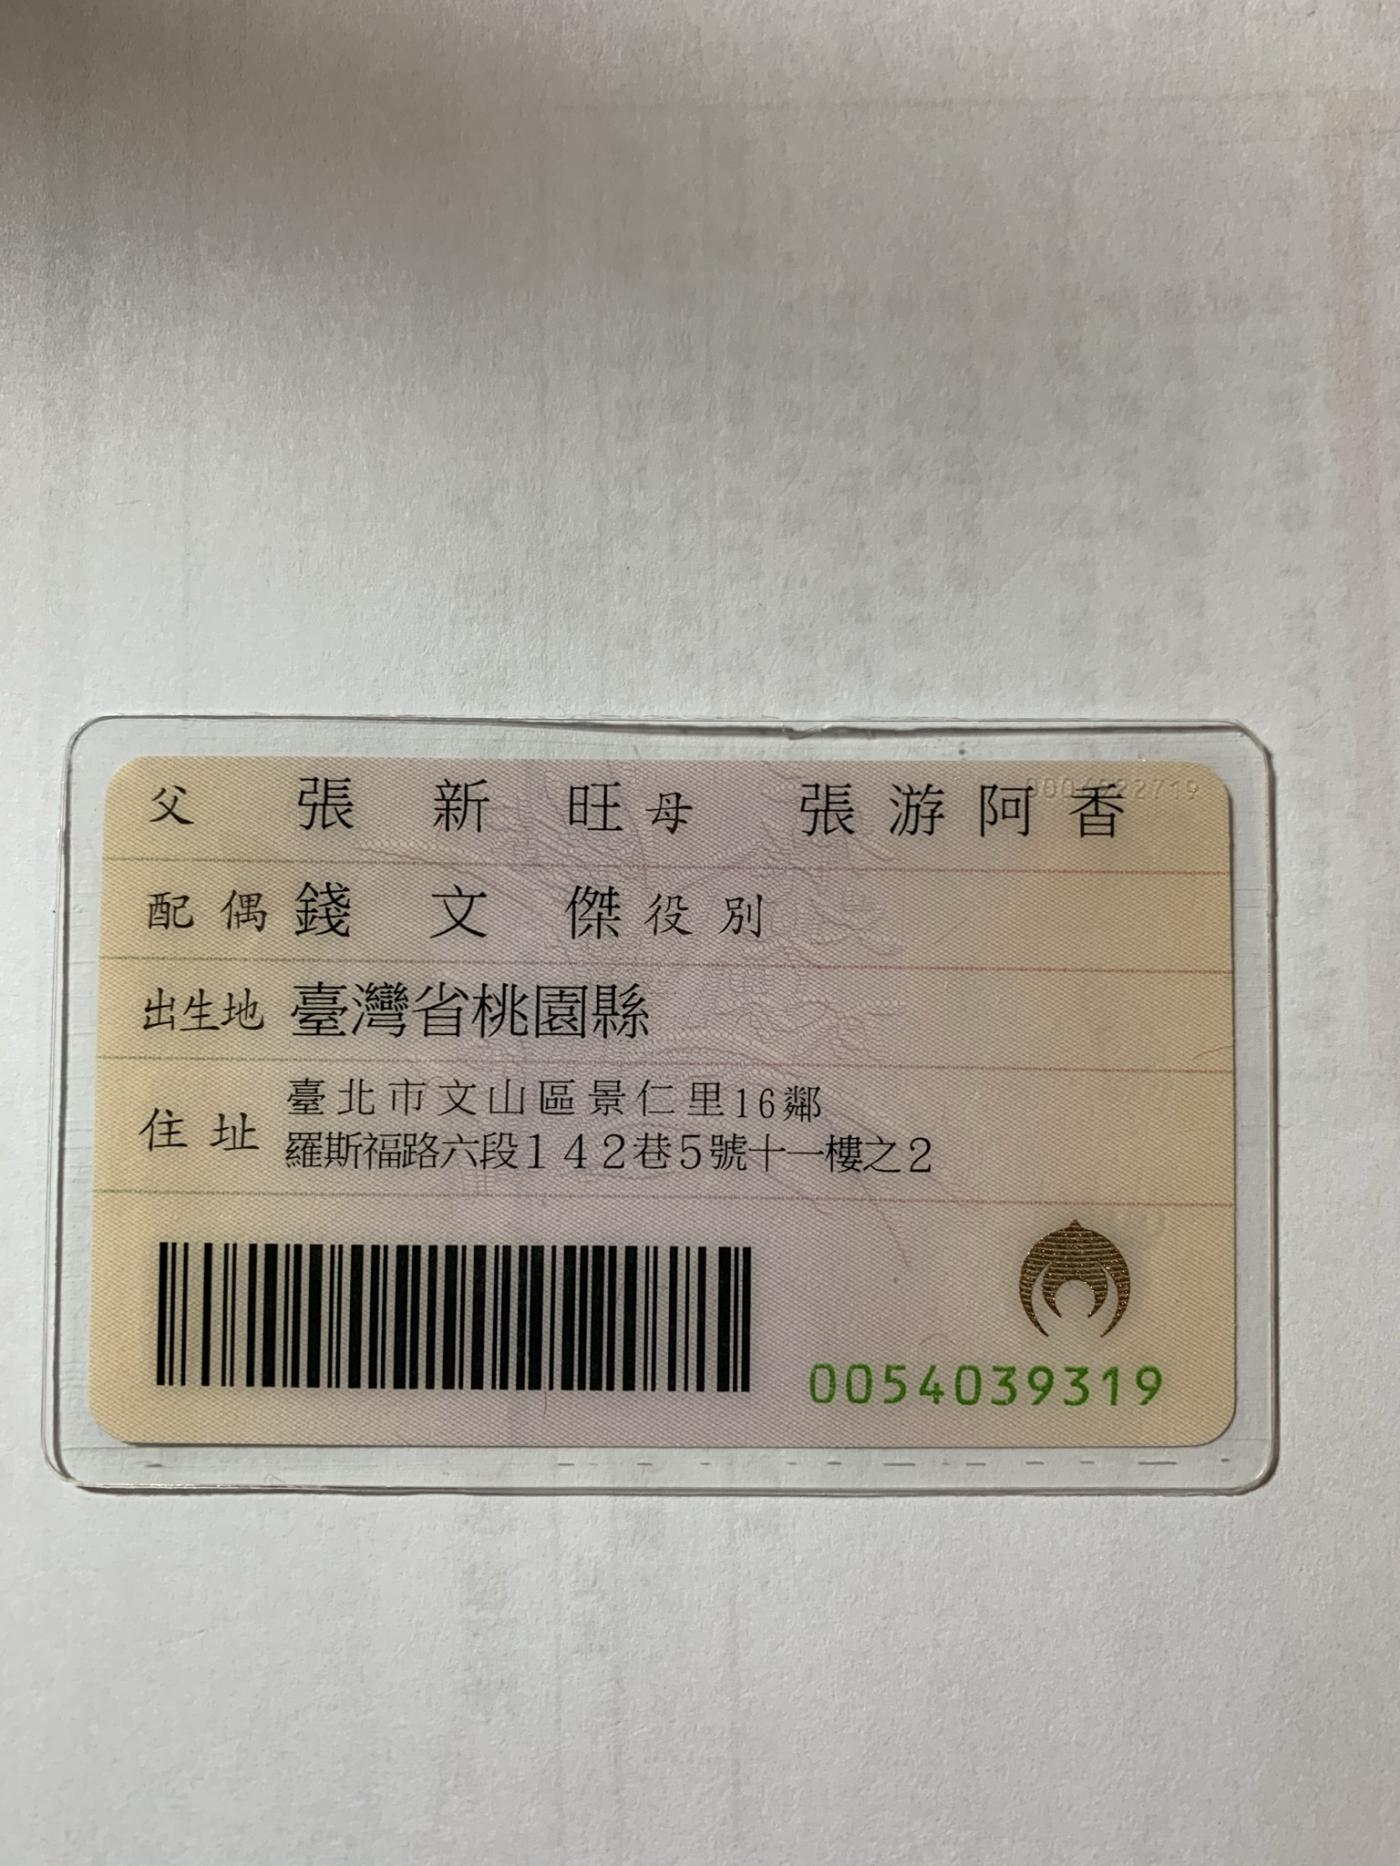 父 張新旺 母 張游阿香
配偶 錢文傑 役別
出生地 臺灣省桃園縣
住址 臺北市文山區景仁里16鄰
羅斯福路六段142巷5號十一樓之2
0054039319